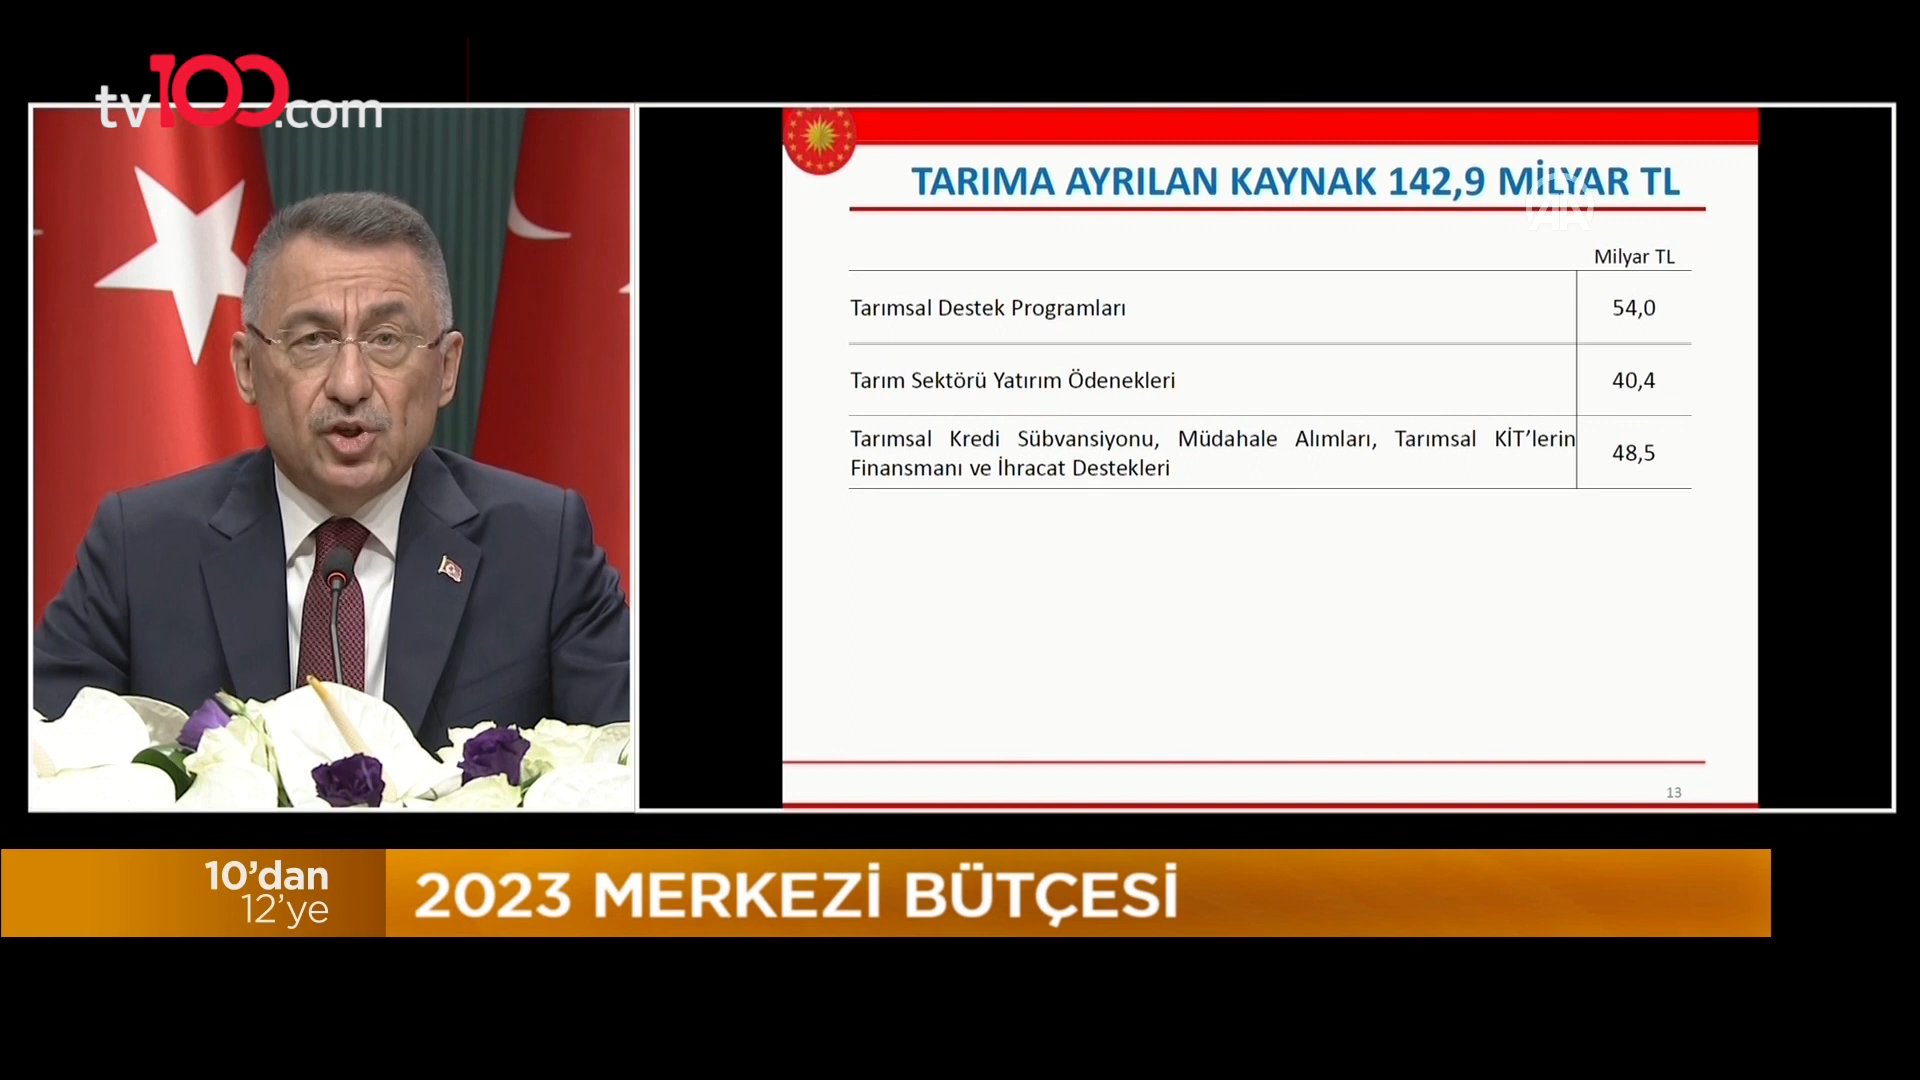 tv100.com
TARIMA AYRILAN KAYNAK 142,9 MİLYAR TL
AA
Milyar TL
Tarımsal Destek Programları 54,0
Tarım Sektörü Yatırım Ödenekleri 40,4
Tarımsal Kredi Sübvansiyonu, Müdahale Alımları, Tarımsal KİT’lerin
Finansmanı ve İhracat Destekleri 48,5
13
10’dan
12’ye
2023 MERKEZİ BÜTÇESİ